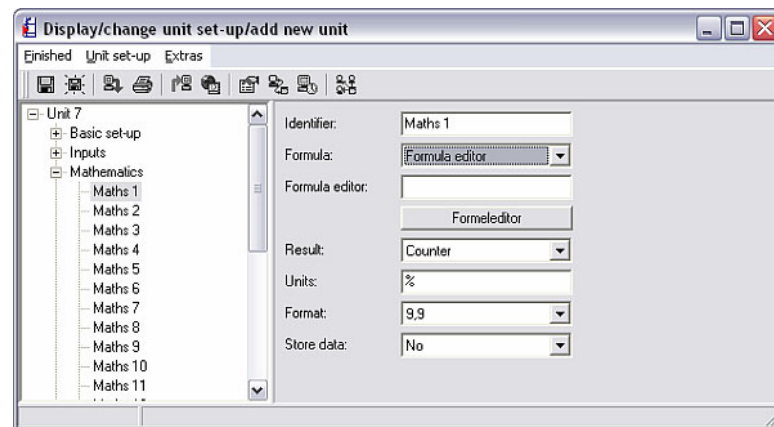 Display/change unit set-up/add new unit
Finished Unit set-up Extras
Unit 7
Basic set-up
Inputs
Mathematics
Maths 1
Maths 2
Maths 3
Maths 4
Maths 5
Maths 6
Maths 7
Maths 8
Maths 9
Maths 10
Maths 11
Identifier: Maths 1
Formula: Formula editor
Formula editor:
Formeleditor
Result: Counter
Units: %
Format: 9,9
Store data: No